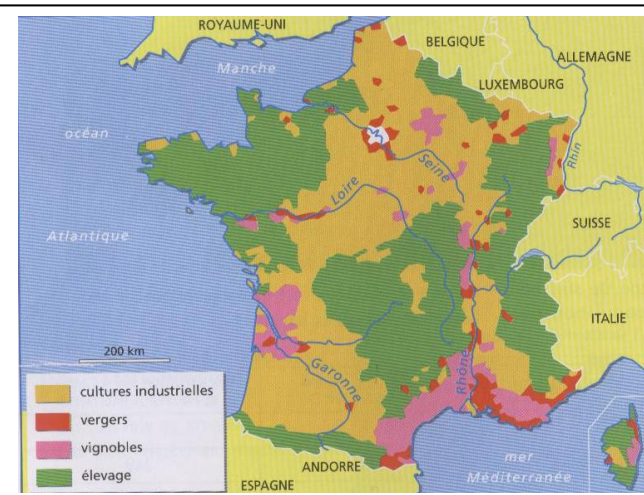 ROYAUME-UNI
BELGIQUE
ALLEMAGNE
Manche
LUXEMBOURG
océan
Seine
Rhin
Loire
Atlantique
SUISSE
ITALIE
200 km
Garonne
Rhône
cultures industrielles
vergers
vignobles
élevage
mer
Méditerranée
ANDORRE
ESPAGNE